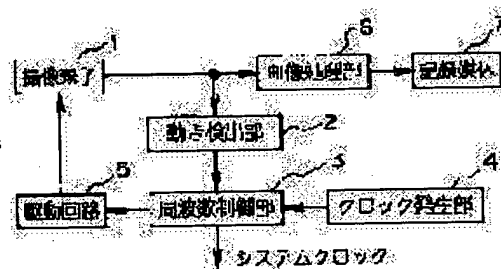 1
6
7
撮像素子
画像処理部
記録媒体
動き検出部
2
5
3
4
駆動回路
周波数制御部
クロック発生部
システムクロック